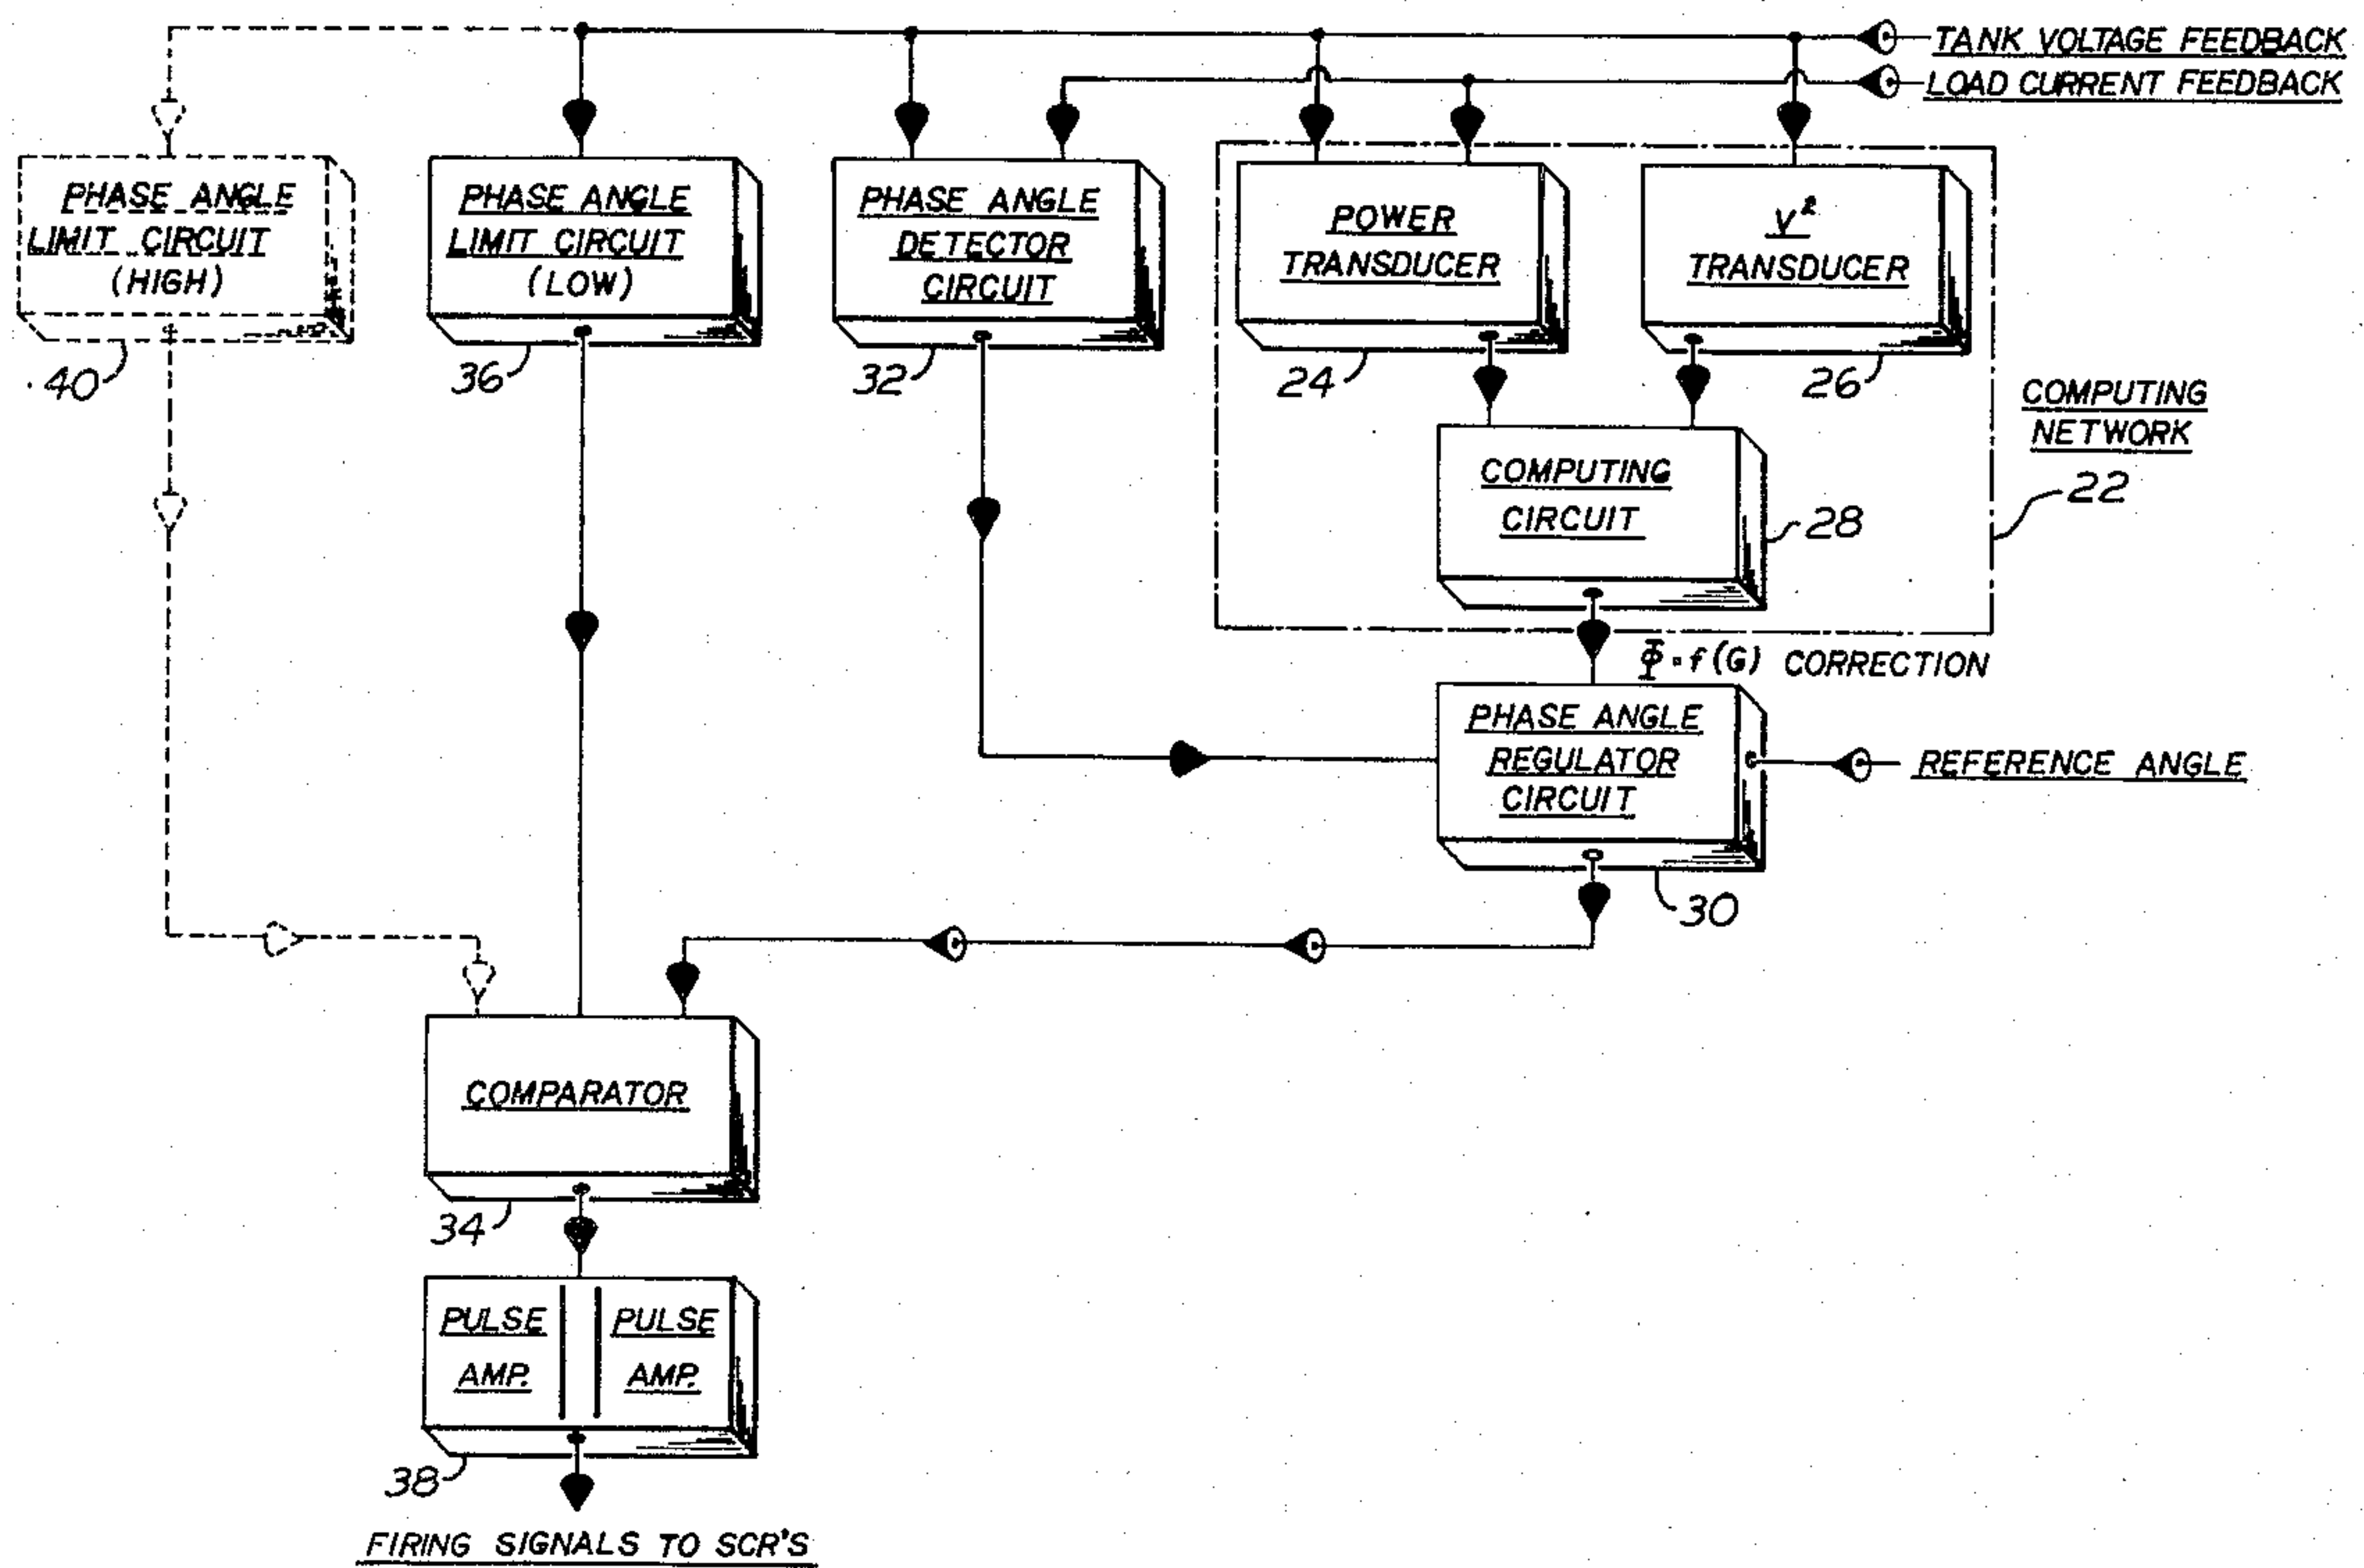 TANK VOLTAGE FEEDBACK
LOAD CURRENT FEEDBACK
PHASE ANGLE
LIMIT CIRCUIT
(HIGH)
40
PHASE ANGLE
LIMIT CIRCUIT
(LOW)
36
PHASE ANGLE
DETECTOR
CIRCUIT
32
POWER
TRANSDUCER
24
V²
TRANSDUCER
26
COMPUTING
NETWORK
22
COMPUTING
CIRCUIT
28
Φ = f(G) CORRECTION
PHASE ANGLE
REGULATOR
CIRCUIT
30
REFERENCE ANGLE
COMPARATOR
34
PULSE
AMP.
PULSE
AMP.
38
FIRING SIGNALS TO SCR'S